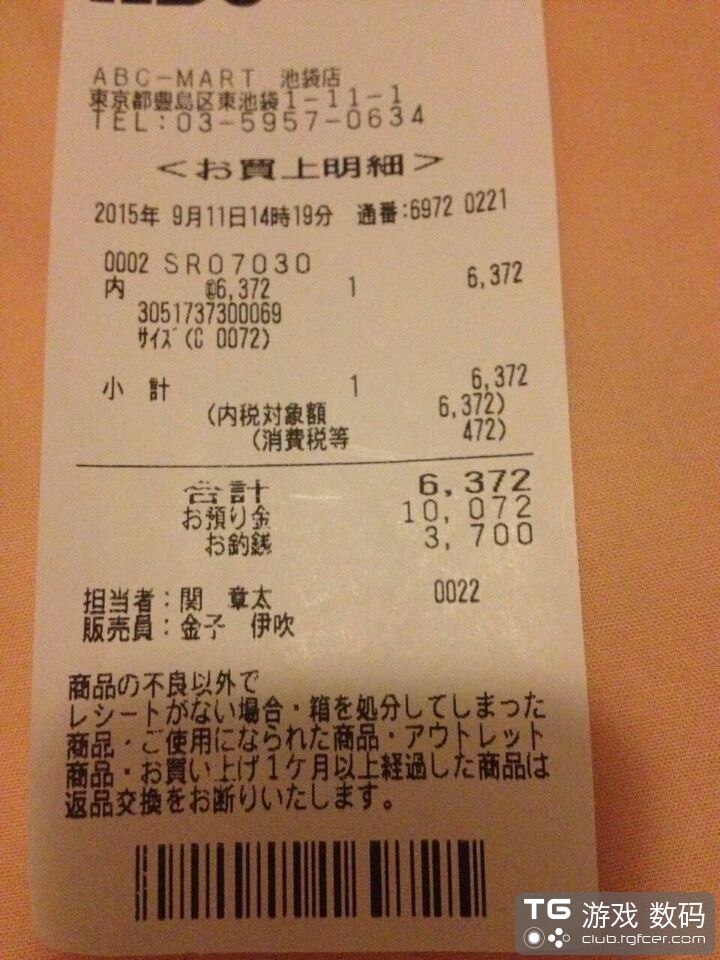 ABC-MART 池袋店
東京都豊島区東池袋1-11-1
TEL:03-5957-0634
<お買上明細>
2015年 9月11日14時19分 通番:6972 0221
0002 SR07030
内 @6,372 1 6,372
3051737300069
サイズ(C 0072)
小 計 1 6,372
(内税対象額 6,372)
(消費税等 472)
合計 6,372
お預り金 10,072
お釣銭 3,700
担当者:関 章太 0022
販売員:金子 伊吹
商品の不良以外で
レシートがない場合・箱を処分してしまった
商品・ご使用になられた商品・アウトレット
商品・お買い上げ1ケ月以上経過した商品は
返品交換をお断りいたします。
TG 游戏 数码
club.tgfcer.com